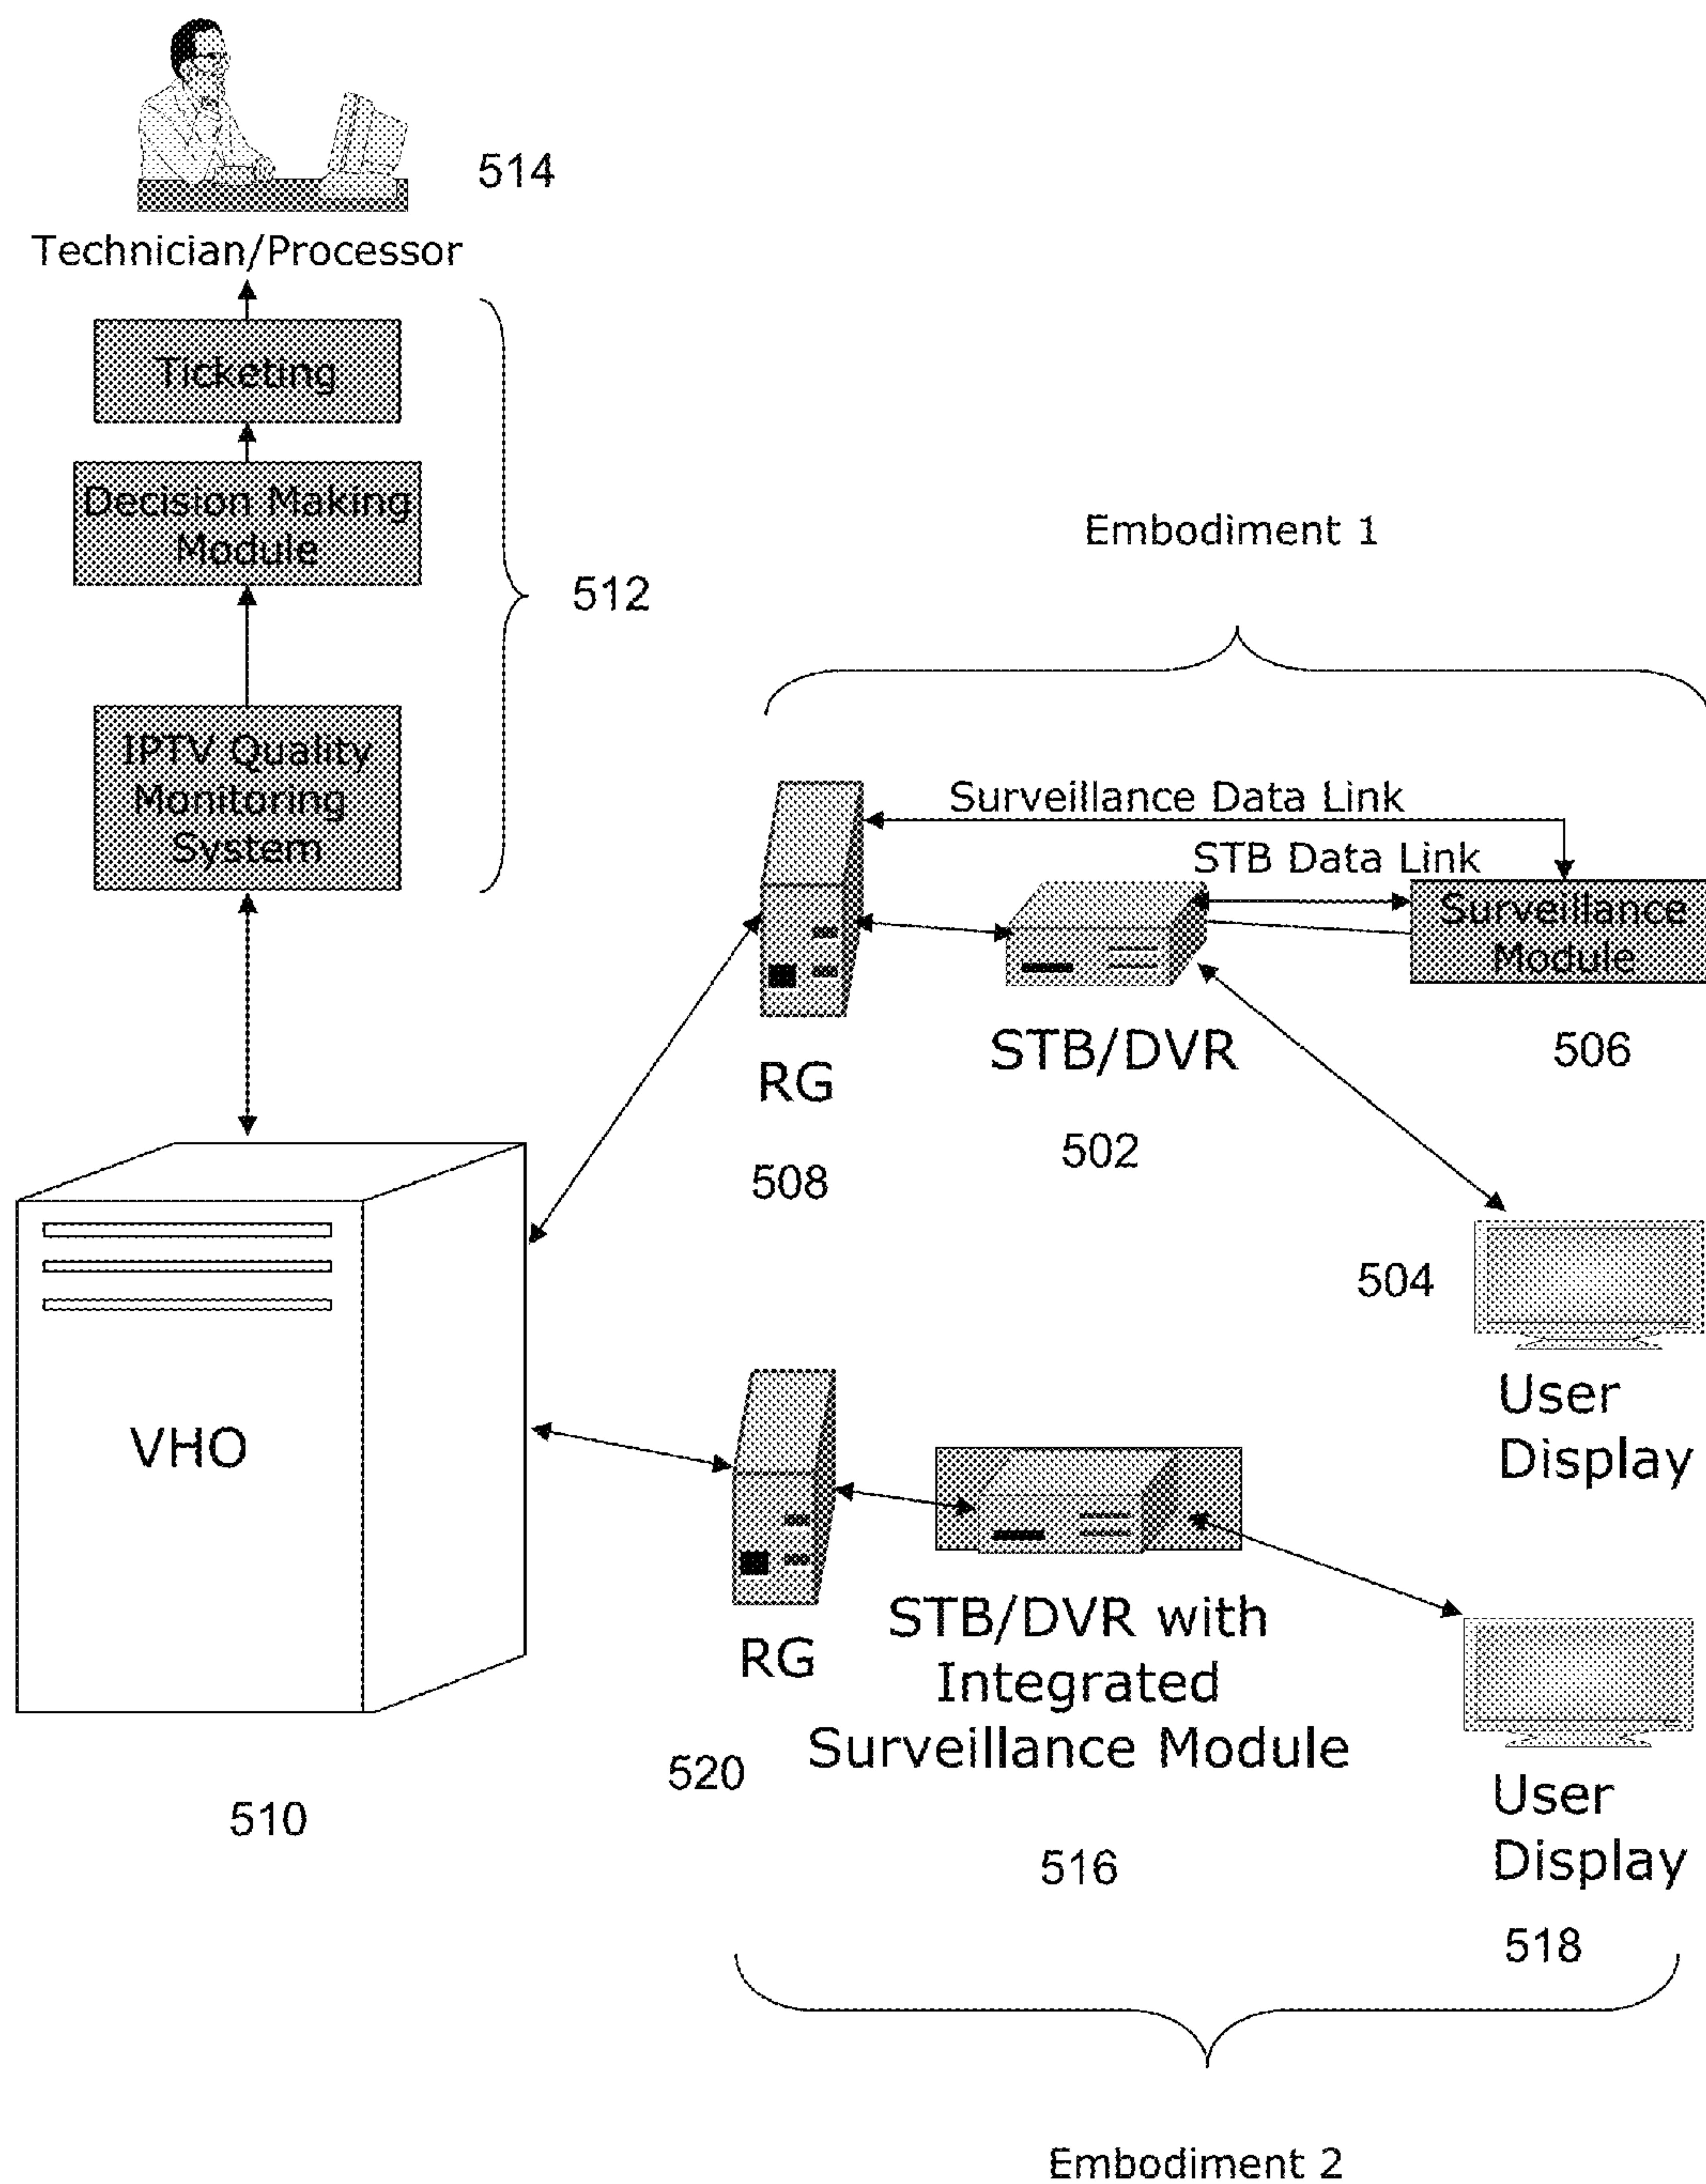 514
Technician/Processor
Ticketing
Decision Making
Module
512
IPTV Quality
Monitoring
System
Embodiment 1
Surveillance Data Link
STB Data Link
Surveillance
Module
506
STB/DVR
502
RG
508
504
User
Display
VHO
510
RG
520
STB/DVR with
Integrated
Surveillance Module
516
User
Display
518
Embodiment 2